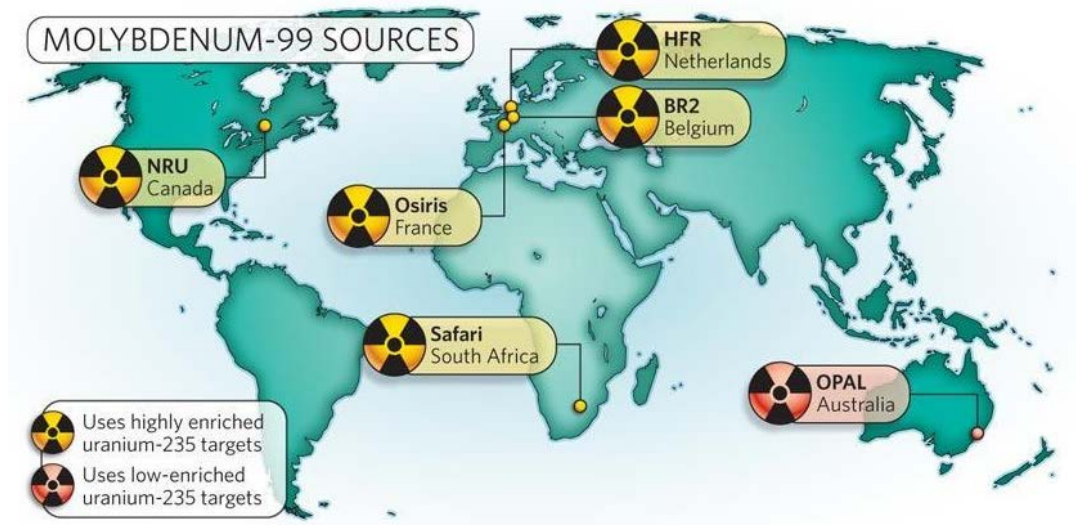 MOLYBDENUM-99 SOURCES
HFR
Netherlands
BR2
Belgium
NRU
Canada
Osiris
France
Safari
South Africa
OPAL
Australia
Uses highly enriched
uranium-235 targets
Uses low-enriched
uranium-235 targets